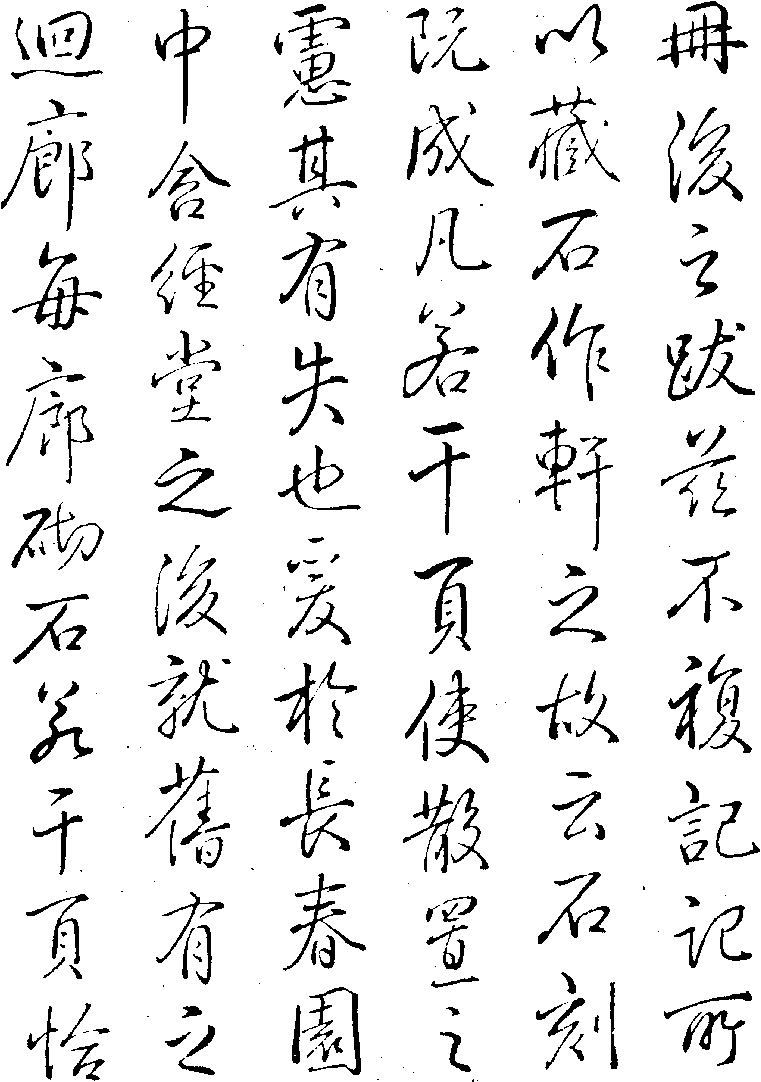 冊後之跋茲不複記記所
以藏石作軒之故云石刻
既成凡若干頁使散置之
慮其有失也爰於長春園
中含經堂之後就舊有之
迴廊每廊砌石若干頁恰